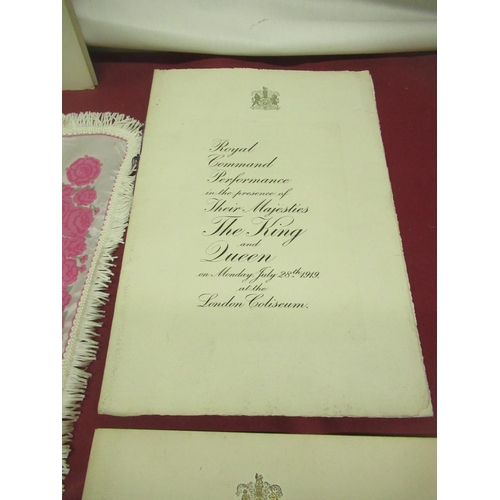 Royal
Command
Performance
in the presence of
Their Majesties
The King
and
Queen
on Monday July 28th 1919.
at the
London Coliseum.